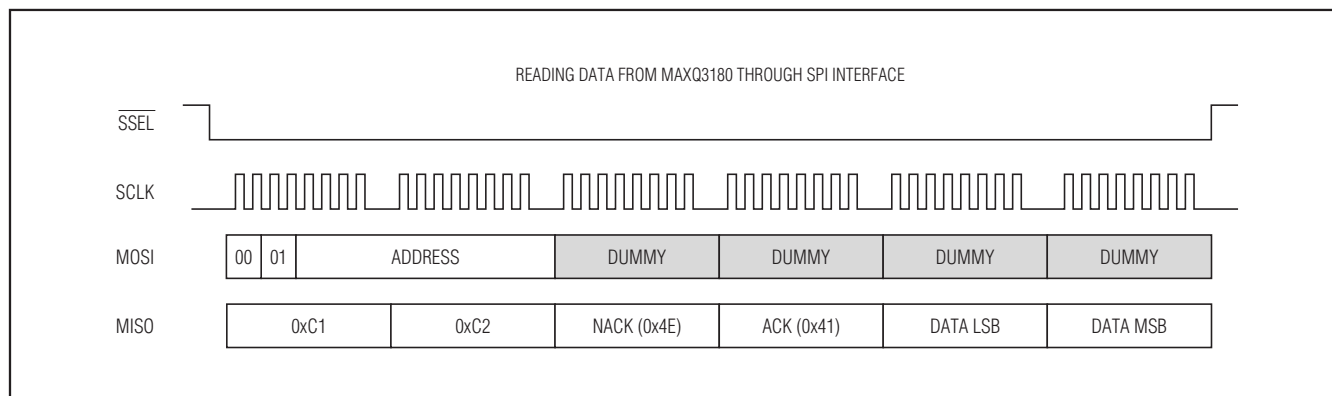 READING DATA FROM MAXQ3180 THROUGH SPI INTERFACE
SSEL
SCLK
MOSI 00 01 ADDRESS DUMMY DUMMY DUMMY DUMMY
MISO 0xC1 0xC2 NACK (0x4E) ACK (0x41) DATA LSB DATA MSB